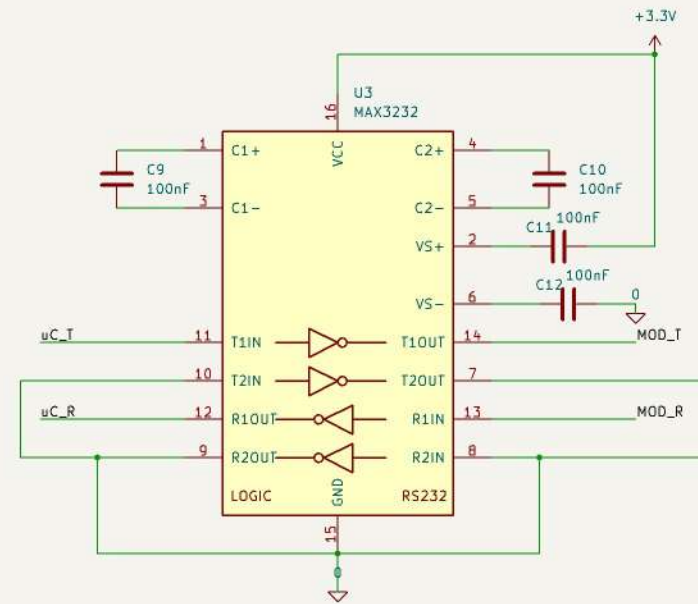 +3.3V
U3
MAX3232
16
VCC
1
C1+
C2+
4
C9
100nF
C10
100nF
3
C1-
C2-
5
100nF
C11
VS+
2
100nF
C12
VS-
6
0
uC_T
11
T1IN
T1OUT
14
MOD_T
10
T2IN
T2OUT
7
uC_R
12
R1OUT
R1IN
13
MOD_R
9
R2OUT
R2IN
8
LOGIC
GND
RS232
15
0